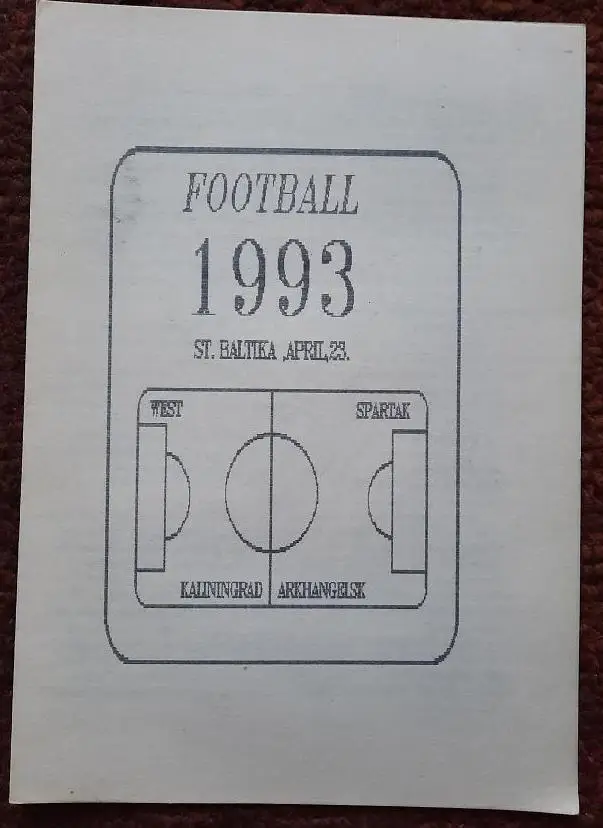 FOOTBALL
1993
ST. BALTIKA ,APRIL,23.
WEST SPARTAK
KALININGRAD ARKHANGELSK